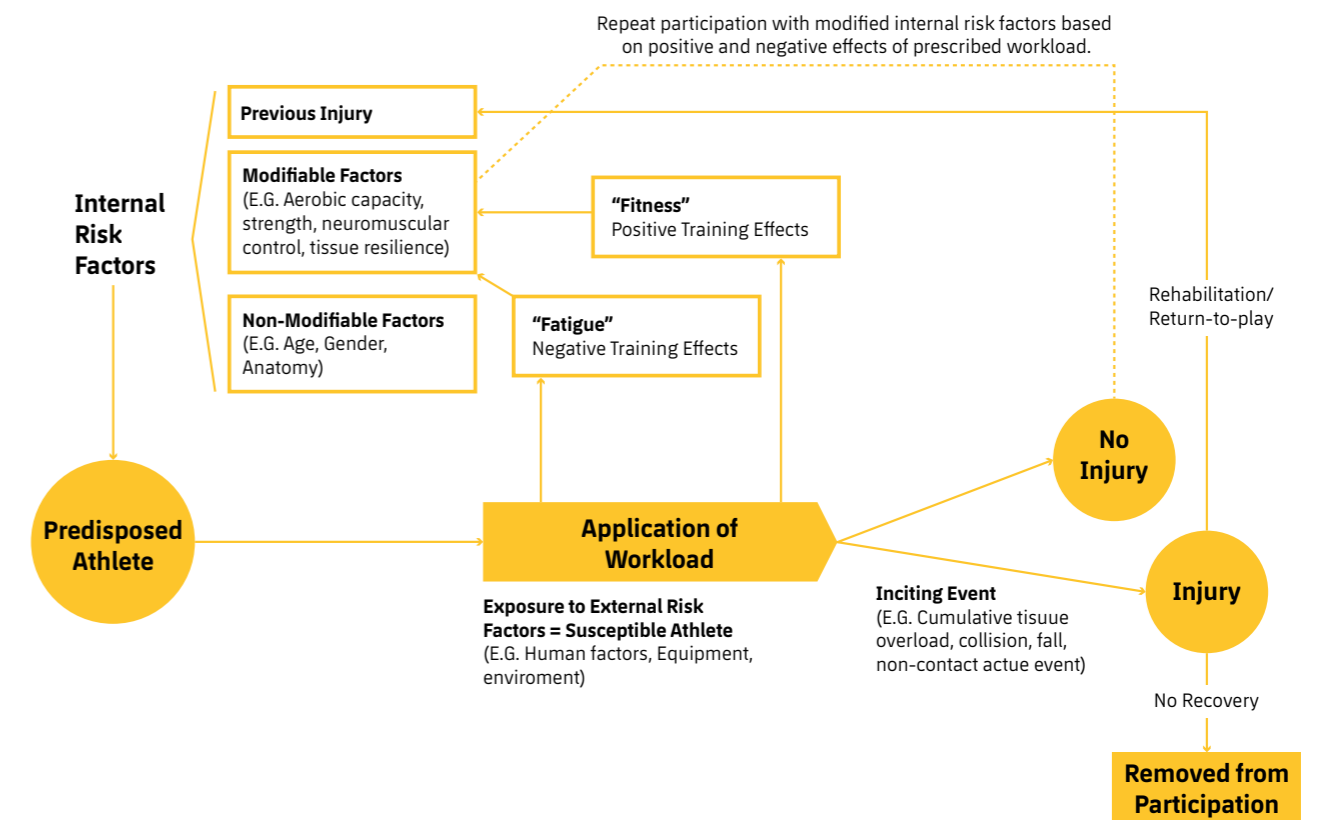 Repeat participation with modified internal risk factors based
on positive and negative effects of prescribed workload.
Previous Injury
Modifiable Factors
(E.G. Aerobic capacity,
strength, neuromuscular
control, tissue resilience)
Internal
Risk
Factors
“Fitness”
Positive Training Effects
Non-Modifiable Factors
(E.G. Age, Gender,
Anatomy)
“Fatigue”
Negative Training Effects
Rehabilitation/
Return-to-play
No
Injury
Predisposed
Athlete
Application of
Workload
Exposure to External Risk
Factors = Susceptible Athlete
(E.G. Human factors, Equipment,
enviroment)
Inciting Event
(E.G. Cumulative tisuue
overload, collision, fall,
non-contact actue event)
Injury
No Recovery
Removed from
Participation